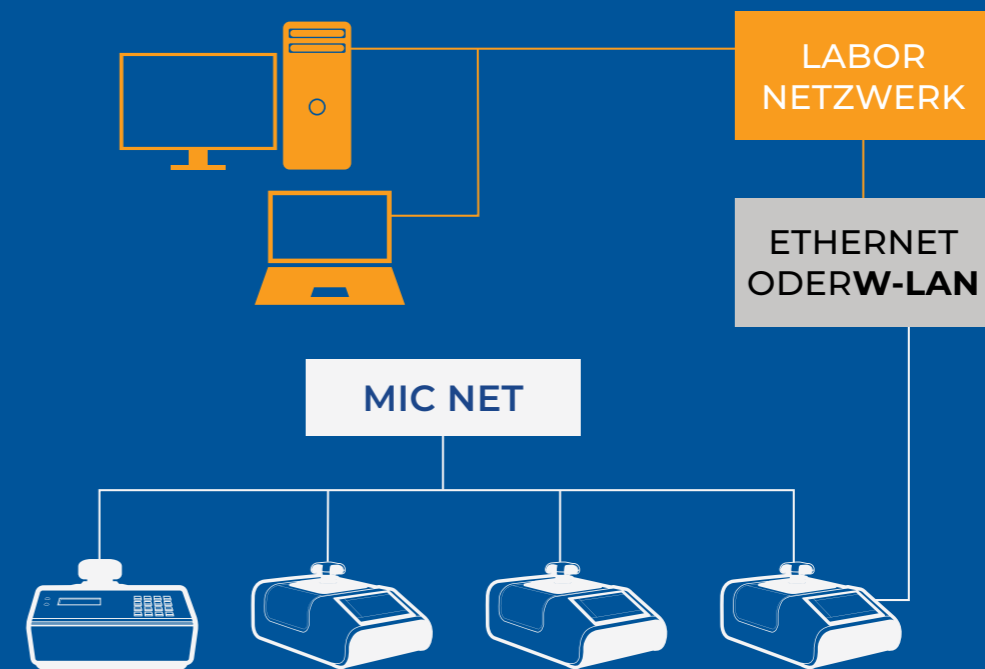 LABOR
NETZWERK
ETHERNET
ODERW-LAN
MIC NET